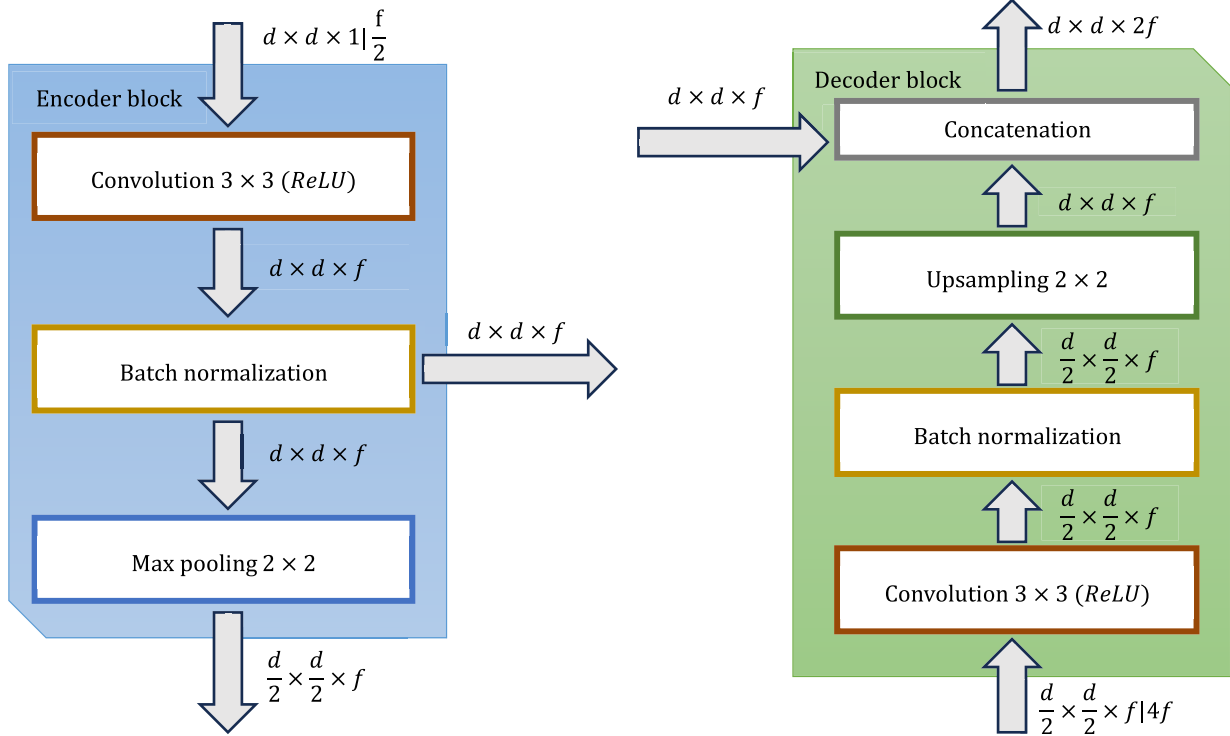 d × d × 1| f/2
Encoder block
Convolution 3 × 3 (ReLU)
d × d × f
Batch normalization
d × d × f
d × d × f
Max pooling 2 × 2
d/2 × d/2 × f
d × d × 2f
Decoder block
d × d × f
Concatenation
d × d × f
Upsampling 2 × 2
d/2 × d/2 × f
Batch normalization
d/2 × d/2 × f
Convolution 3 × 3 (ReLU)
d/2 × d/2 × f|4f